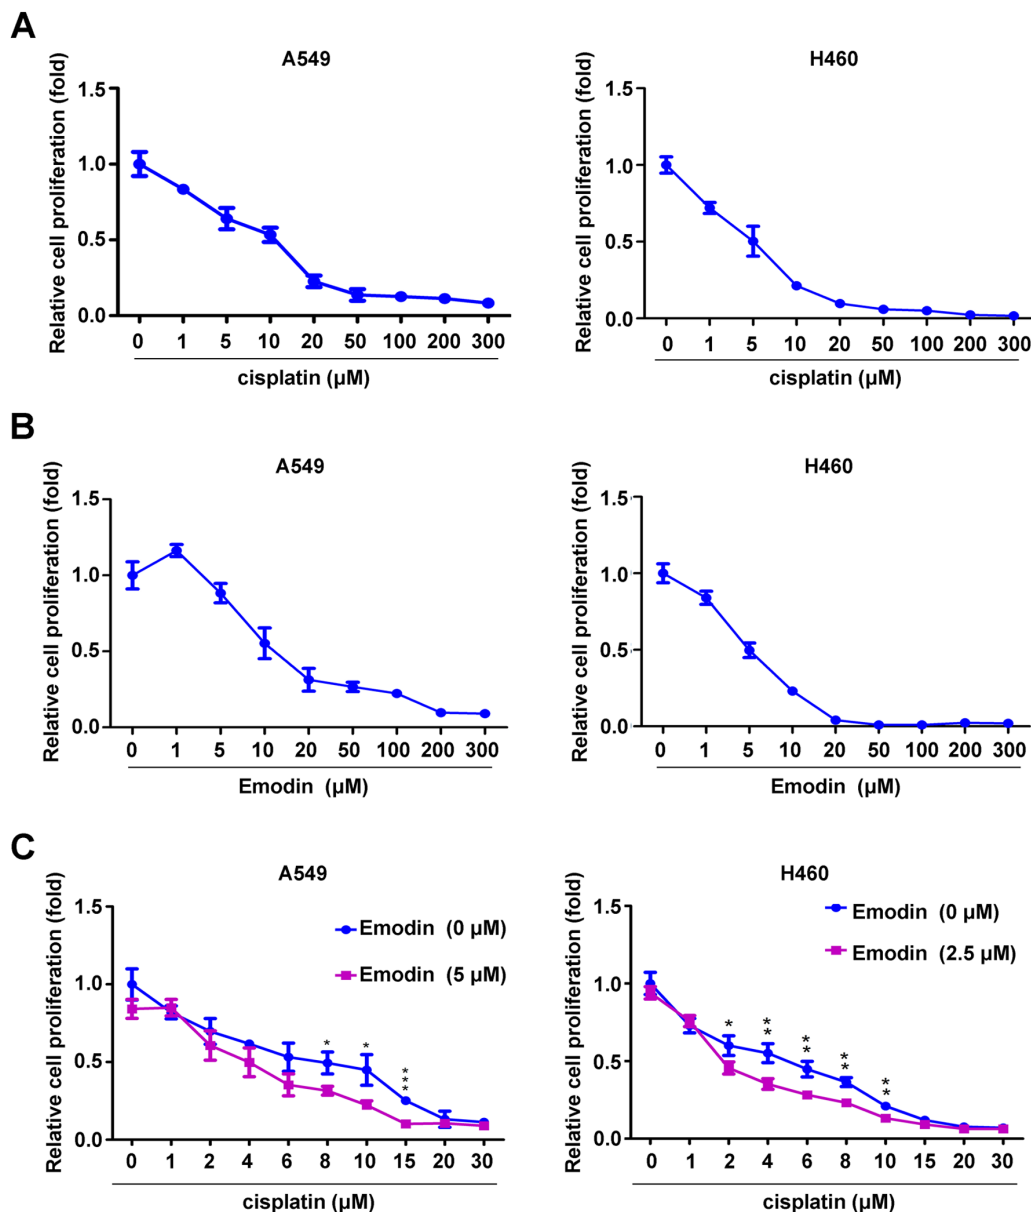 A
A549
H460
Relative cell proliferation (fold)
1.5
1.0
0.5
0.0
0 1 5 10 20 50 100 200 300
cisplatin (µM)
Relative cell proliferation (fold)
1.5
1.0
0.5
0.0
0 1 5 10 20 50 100 200 300
cisplatin (µM)
B
A549
H460
Relative cell proliferation (fold)
1.5
1.0
0.5
0.0
0 1 5 10 20 50 100 200 300
Emodin (µM)
Relative cell proliferation (fold)
1.5
1.0
0.5
0.0
0 1 5 10 20 50 100 200 300
Emodin (µM)
C
A549
H460
Relative cell proliferation (fold)
1.5
1.0
0.5
0.0
Emodin (0 µM)
Emodin (5 µM)
* * ***
0 1 2 4 6 8 10 15 20 30
cisplatin (µM)
Relative cell proliferation (fold)
1.5
1.0
0.5
0.0
Emodin (0 µM)
Emodin (2.5 µM)
* ** ** ** **
0 1 2 4 6 8 10 15 20 30
cisplatin (µM)